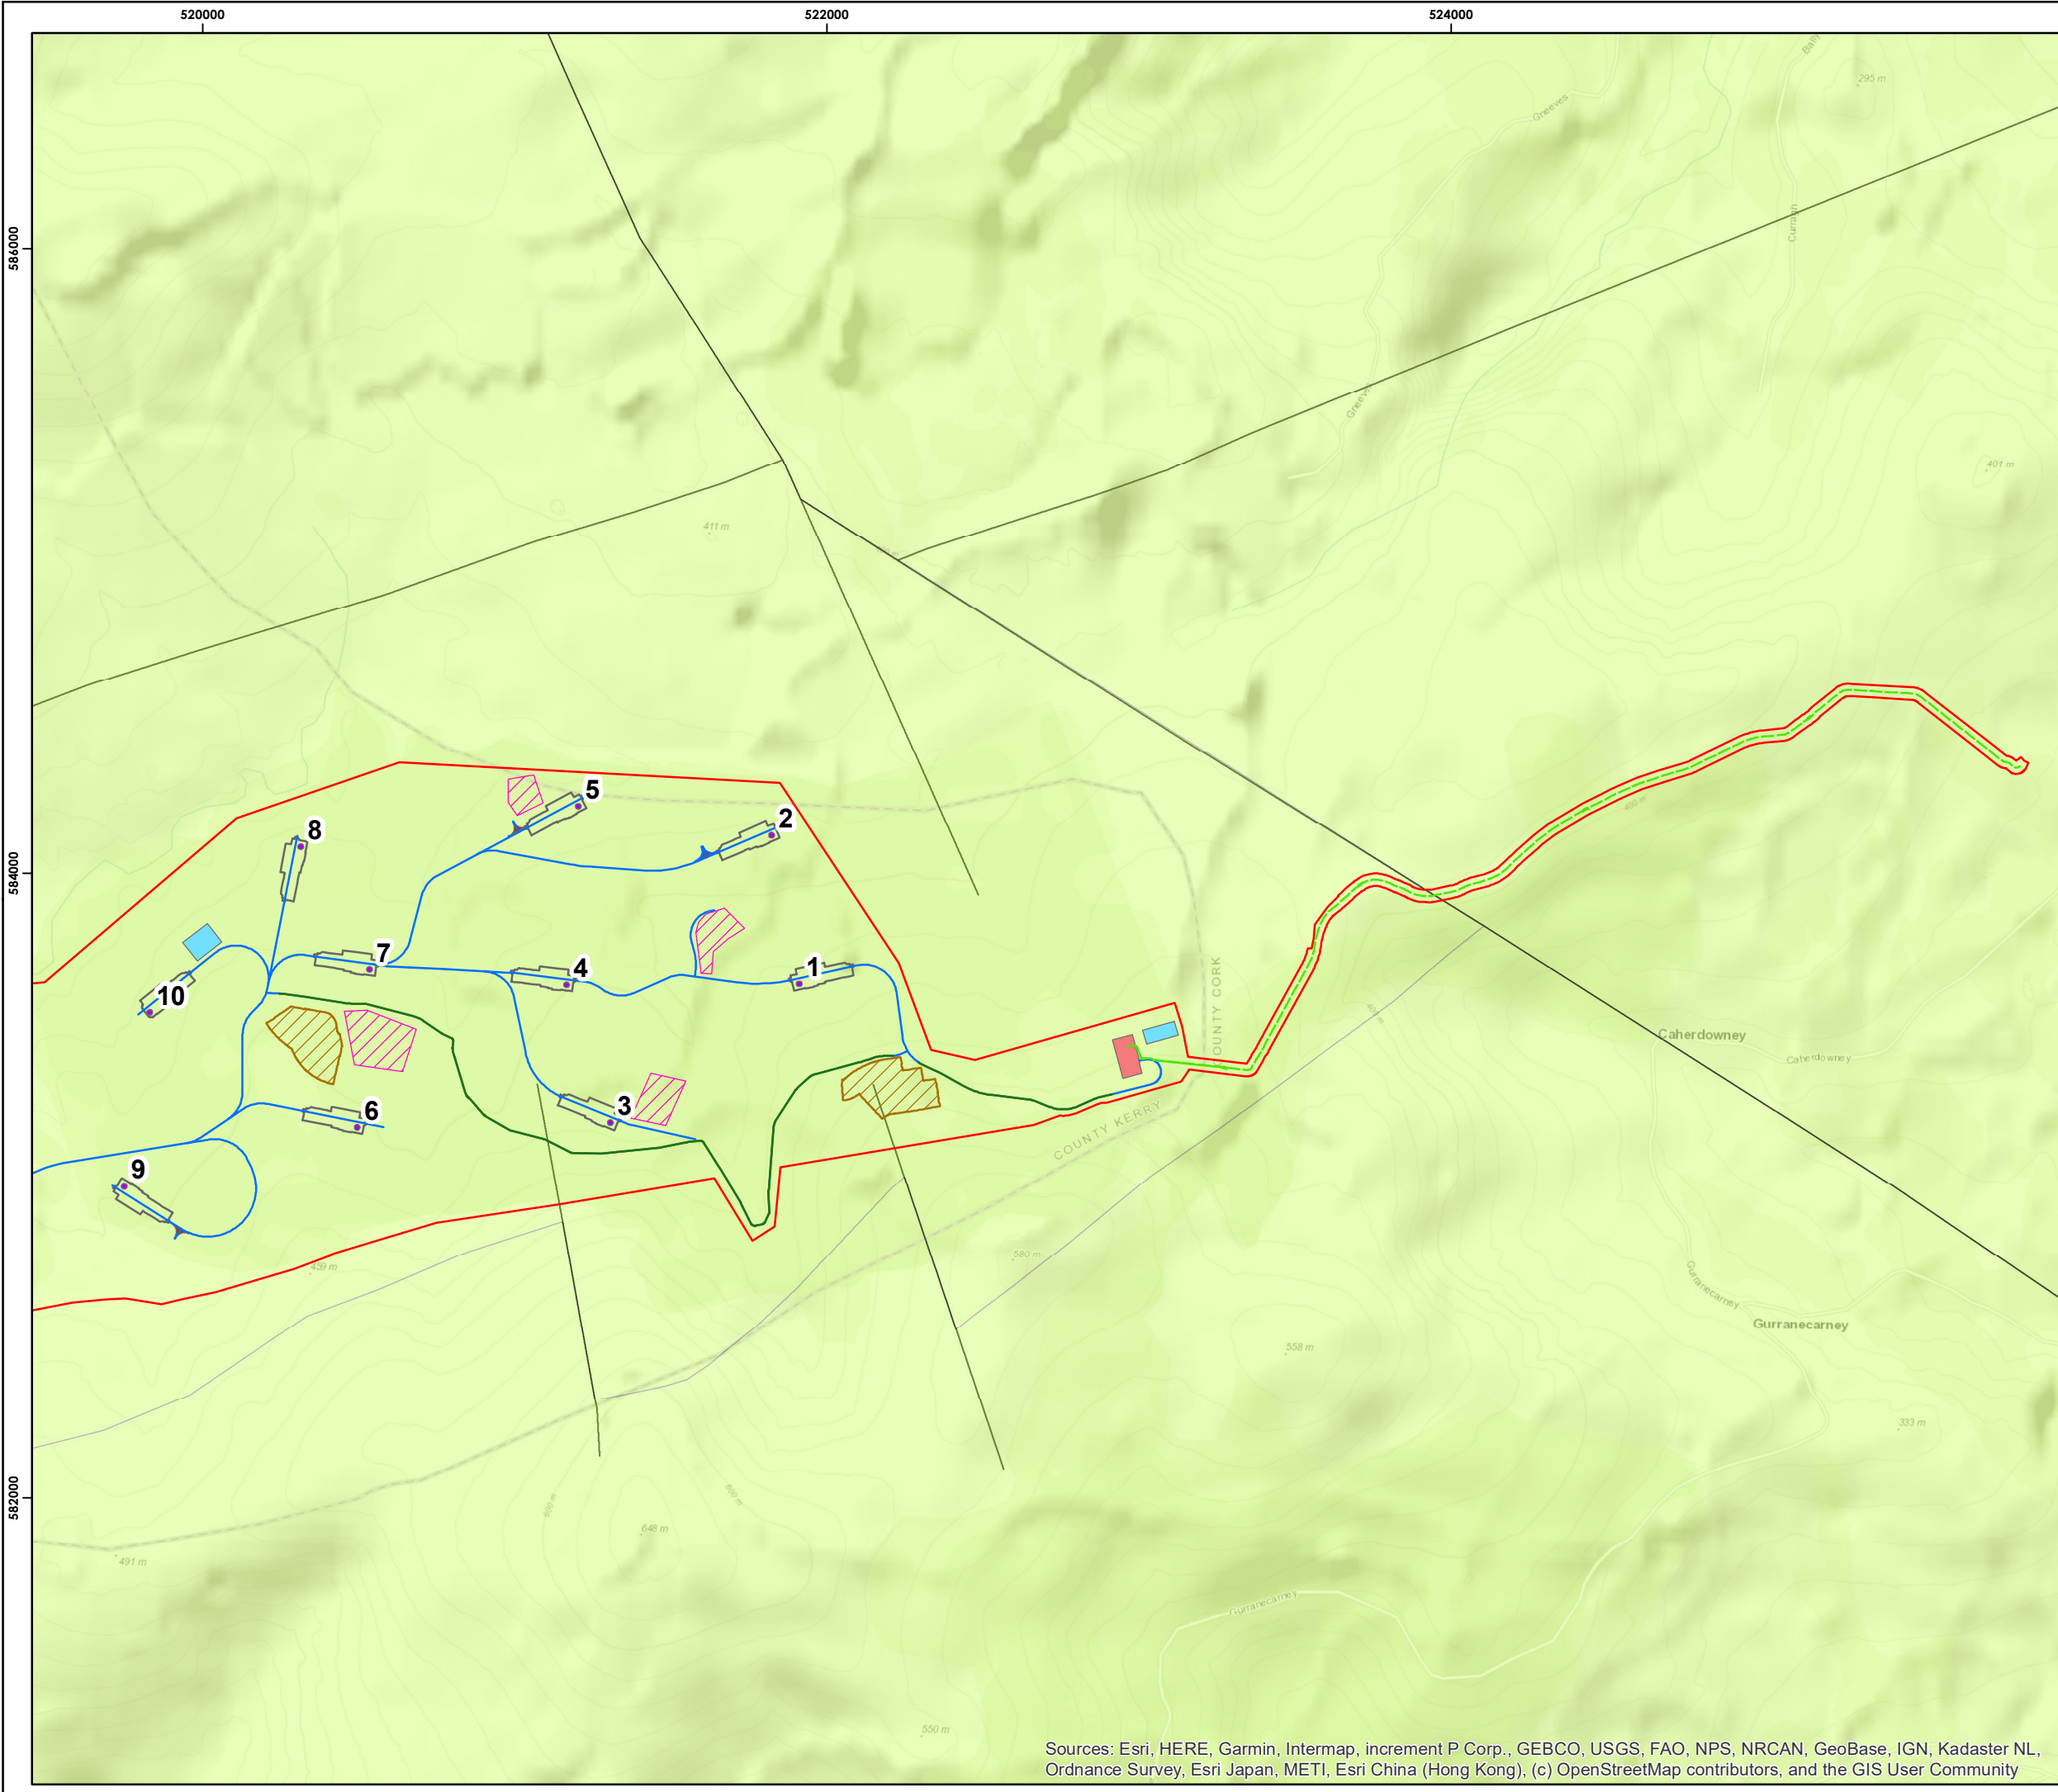 520000
522000
524000
586000
584000
582000
Bally
295 m
Greeves
Curragh
Greeves
401 m
411 m
5
2
8
7
4
1
10
3
6
9
COUNTY CORK
COUNTY KERRY
Caherdowney
Caherdowney
459 m
580 m
Gurranecarney
Gurranecarney
558 m
333 m
600 m
600 m
648 m
491 m
Gurranecarney
550 m
Sources: Esri, HERE, Garmin, Intermap, increment P Corp., GEBCO, USGS, FAO, NPS, NRCAN, GeoBase, IGN, Kadaster NL,
Ordnance Survey, Esri Japan, METI, Esri China (Hong Kong), (c) OpenStreetMap contributors, and the GIS User Community